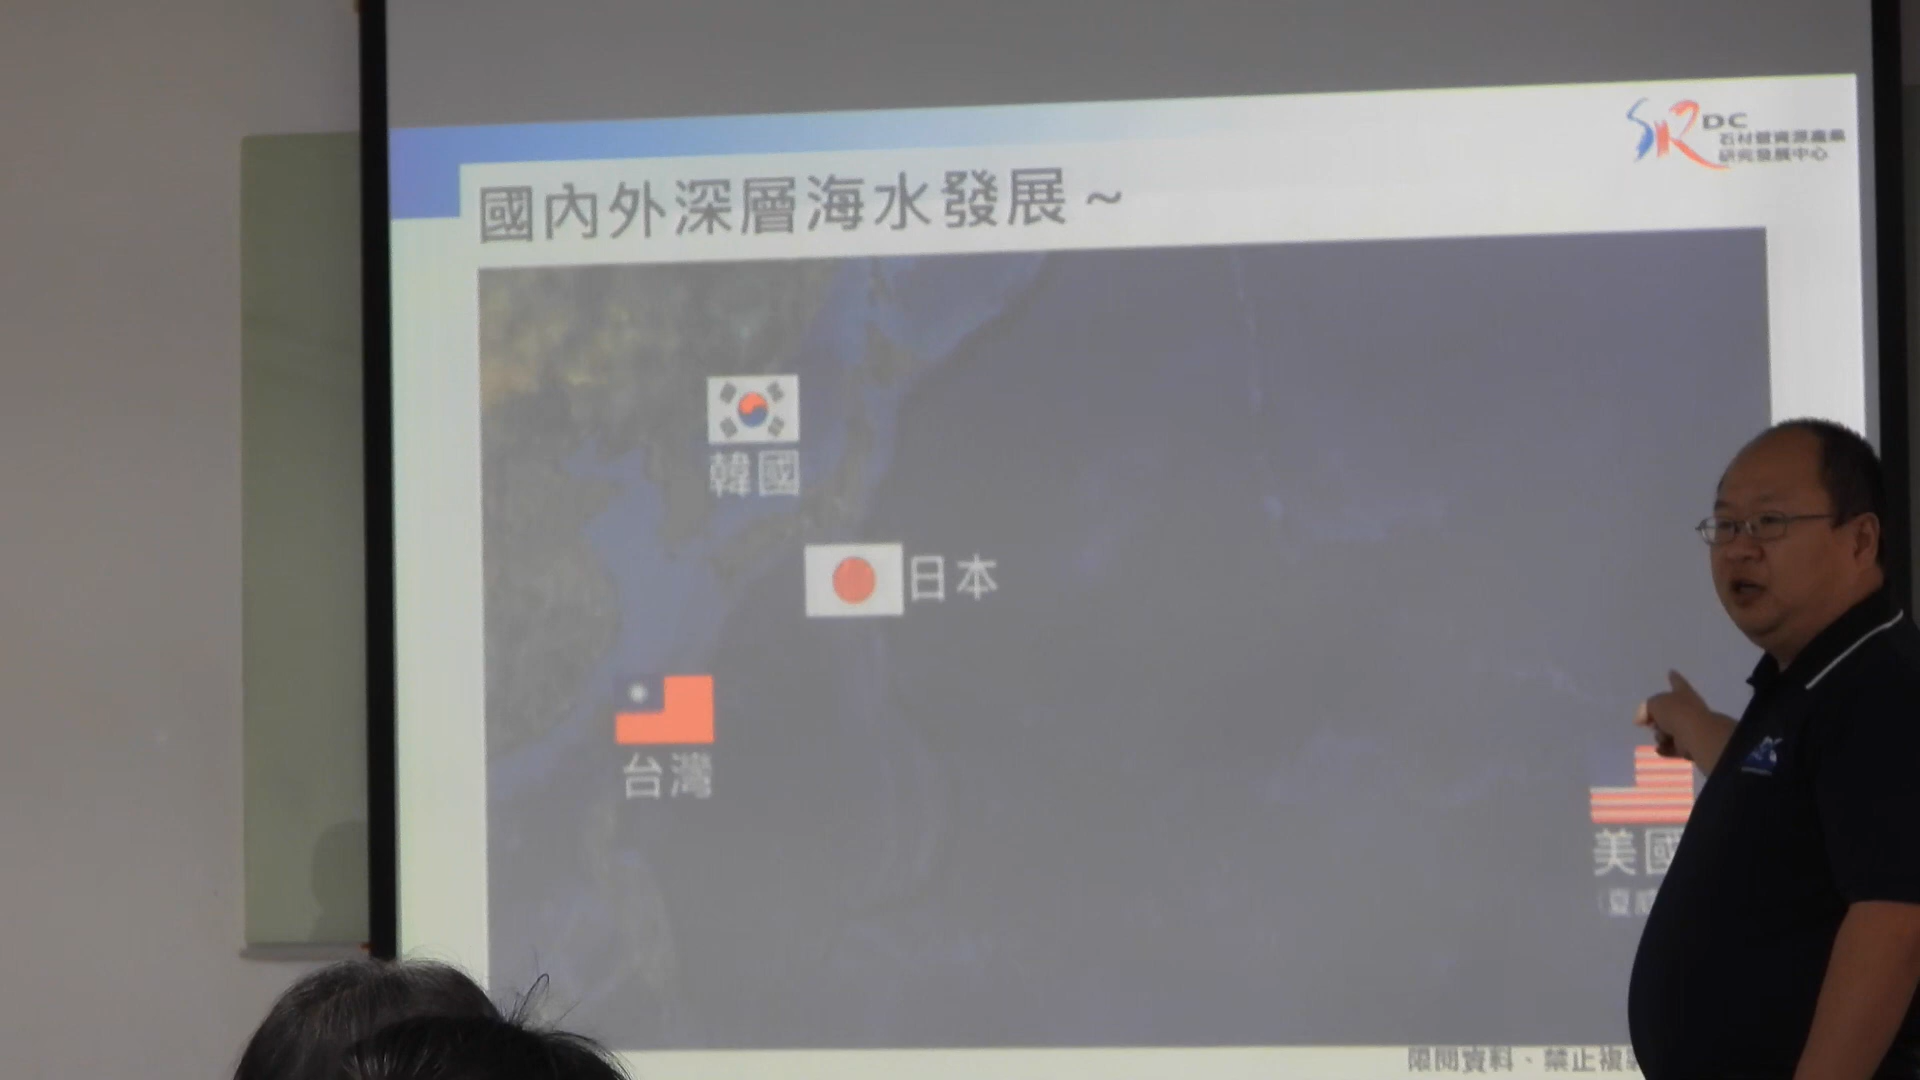 SRDC
石材暨資源產業
研究發展中心
國內外深層海水發展~
韓國
日本
台灣
美國
限閱資料、禁止複